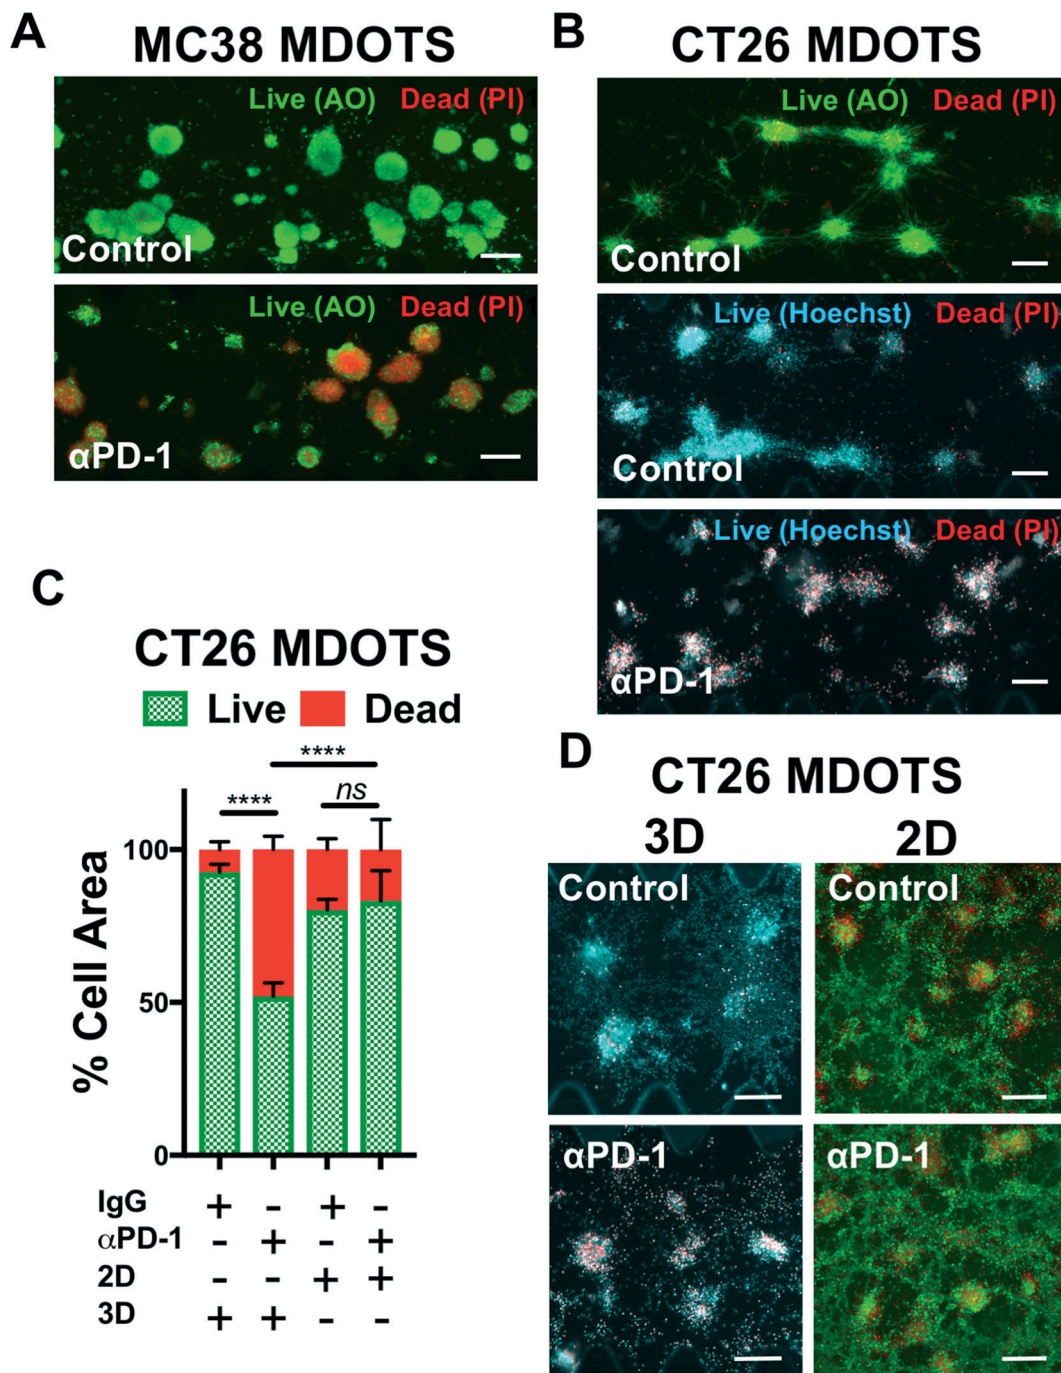 A
MC38 MDOTS
Live (AO) Dead (PI)
Control
Live (AO) Dead (PI)
αPD-1
B
CT26 MDOTS
Live (AO) Dead (PI)
Control
Live (Hoechst) Dead (PI)
Control
Live (Hoechst) Dead (PI)
αPD-1
C
CT26 MDOTS
Live Dead
****
**** ns
% Cell Area
100
50
0
IgG + - + -
αPD-1 - + - +
2D - - + +
3D + + - -
D
CT26 MDOTS
3D 2D
Control Control
αPD-1 αPD-1